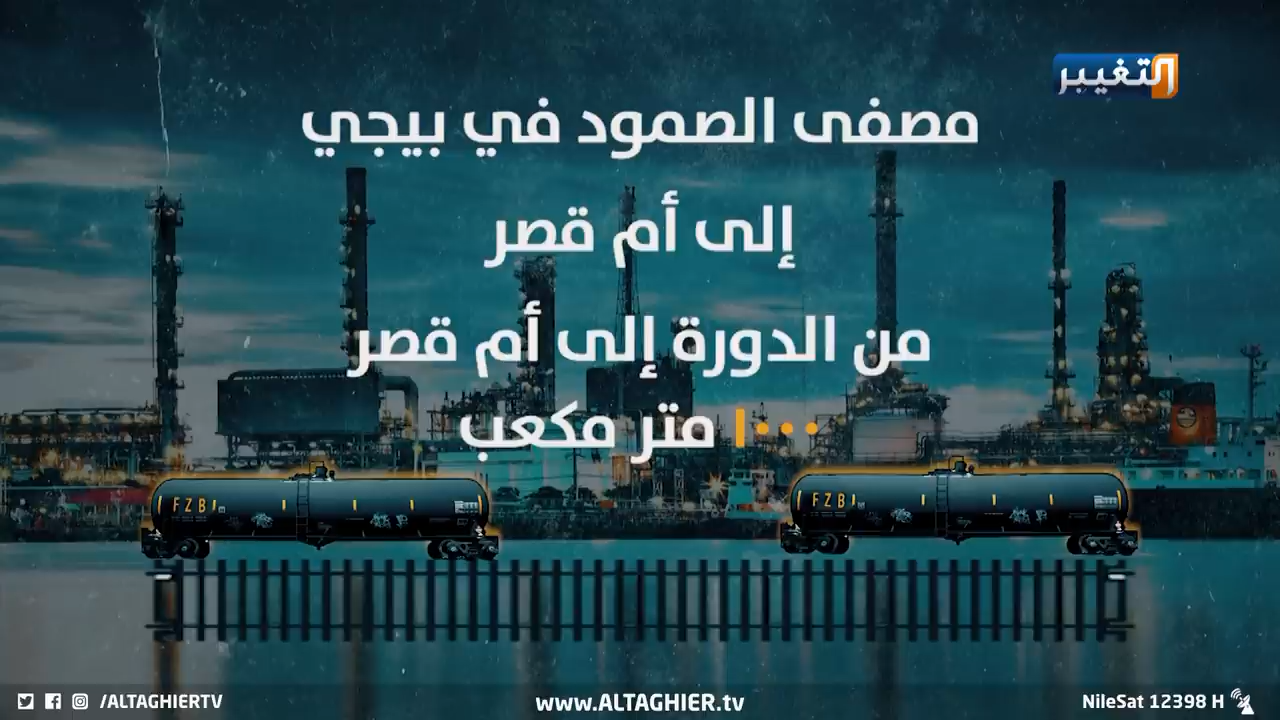 التغيير
مصفى الصمود في بيجي
إلى أم قصر
من الدورة إلى أم قصر
١٠٠٠ متر مكعب
FZB
FZB
/ALTAGHIERTV
www.ALTAGHIER.tv
NileSat 12398 H